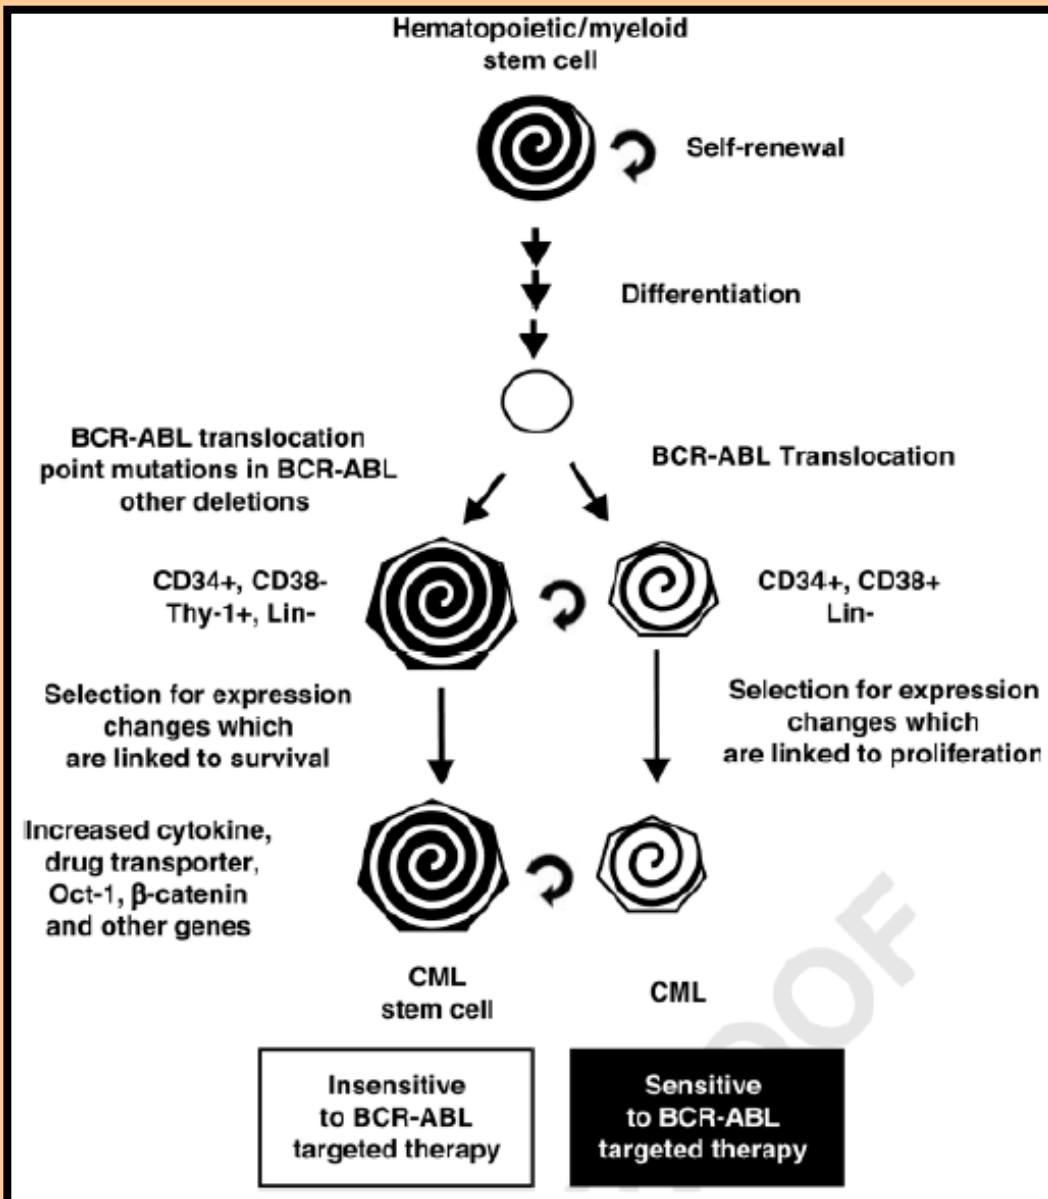 Hematopoietic/myeloid
stem cell
Self-renewal
Differentiation
BCR-ABL translocation
point mutations in BCR-ABL
other deletions
BCR-ABL Translocation
CD34+, CD38-
Thy-1+, Lin-
CD34+, CD38+
Lin-
Selection for expression
changes which
are linked to survival
Selection for expression
changes which
are linked to proliferation
Increased cytokine,
drug transporter,
Oct-1, β-catenin
and other genes
CML
stem cell
CML
Insensitive
to BCR-ABL
targeted therapy
Sensitive
to BCR-ABL
targeted therapy